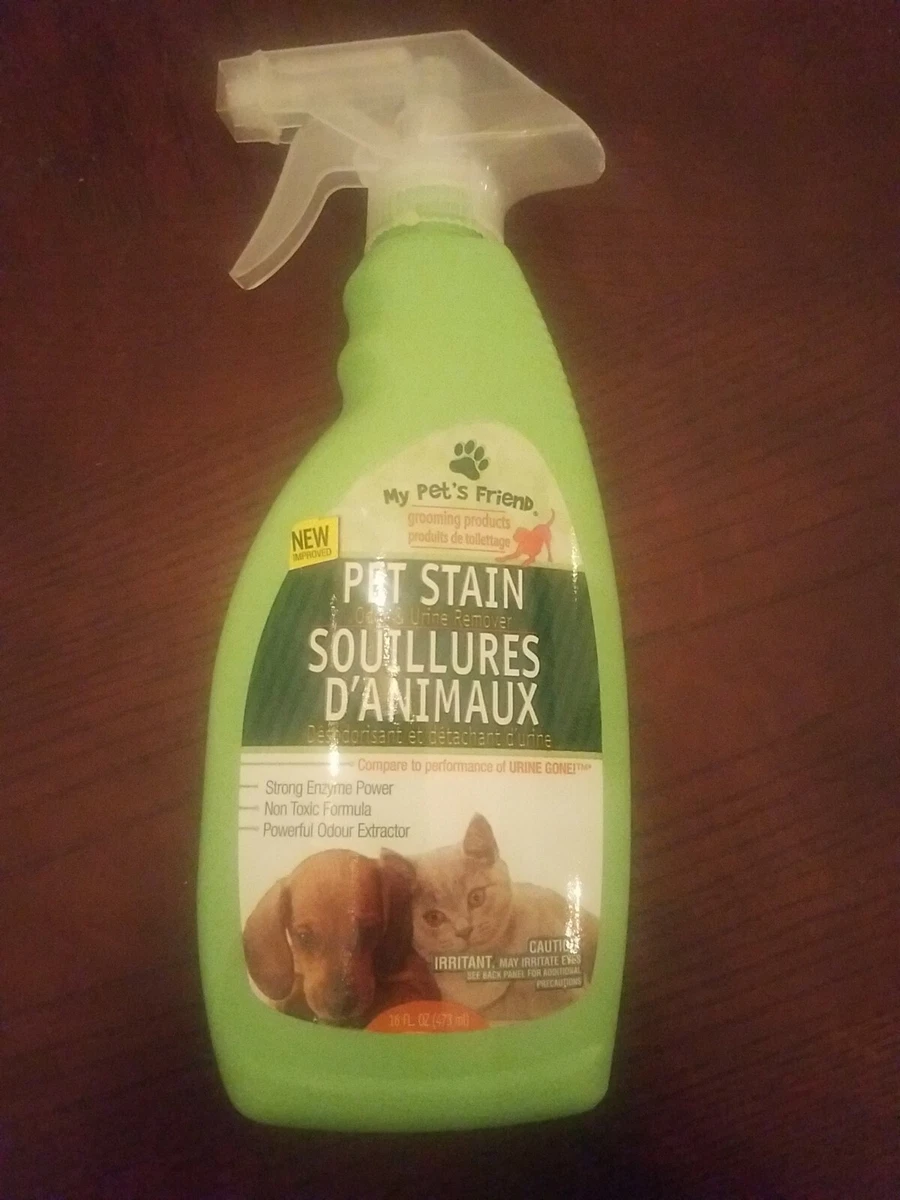 My Pet's Friend
grooming products
produits de toilettage
NEW
IMPROVED
PET STAIN
Odor & Urine Remover
SOUILLURES
D'ANIMAUX
Désodorisant et détachant d'urine
Compare to performance of URINE GONE!™*
Strong Enzyme Power
Non Toxic Formula
Powerful Odour Extractor
CAUTION
IRRITANT, MAY IRRITATE EYES
SEE BACK PANEL FOR ADDITIONAL
PRECAUTIONS
16 FL. OZ (473 ml)